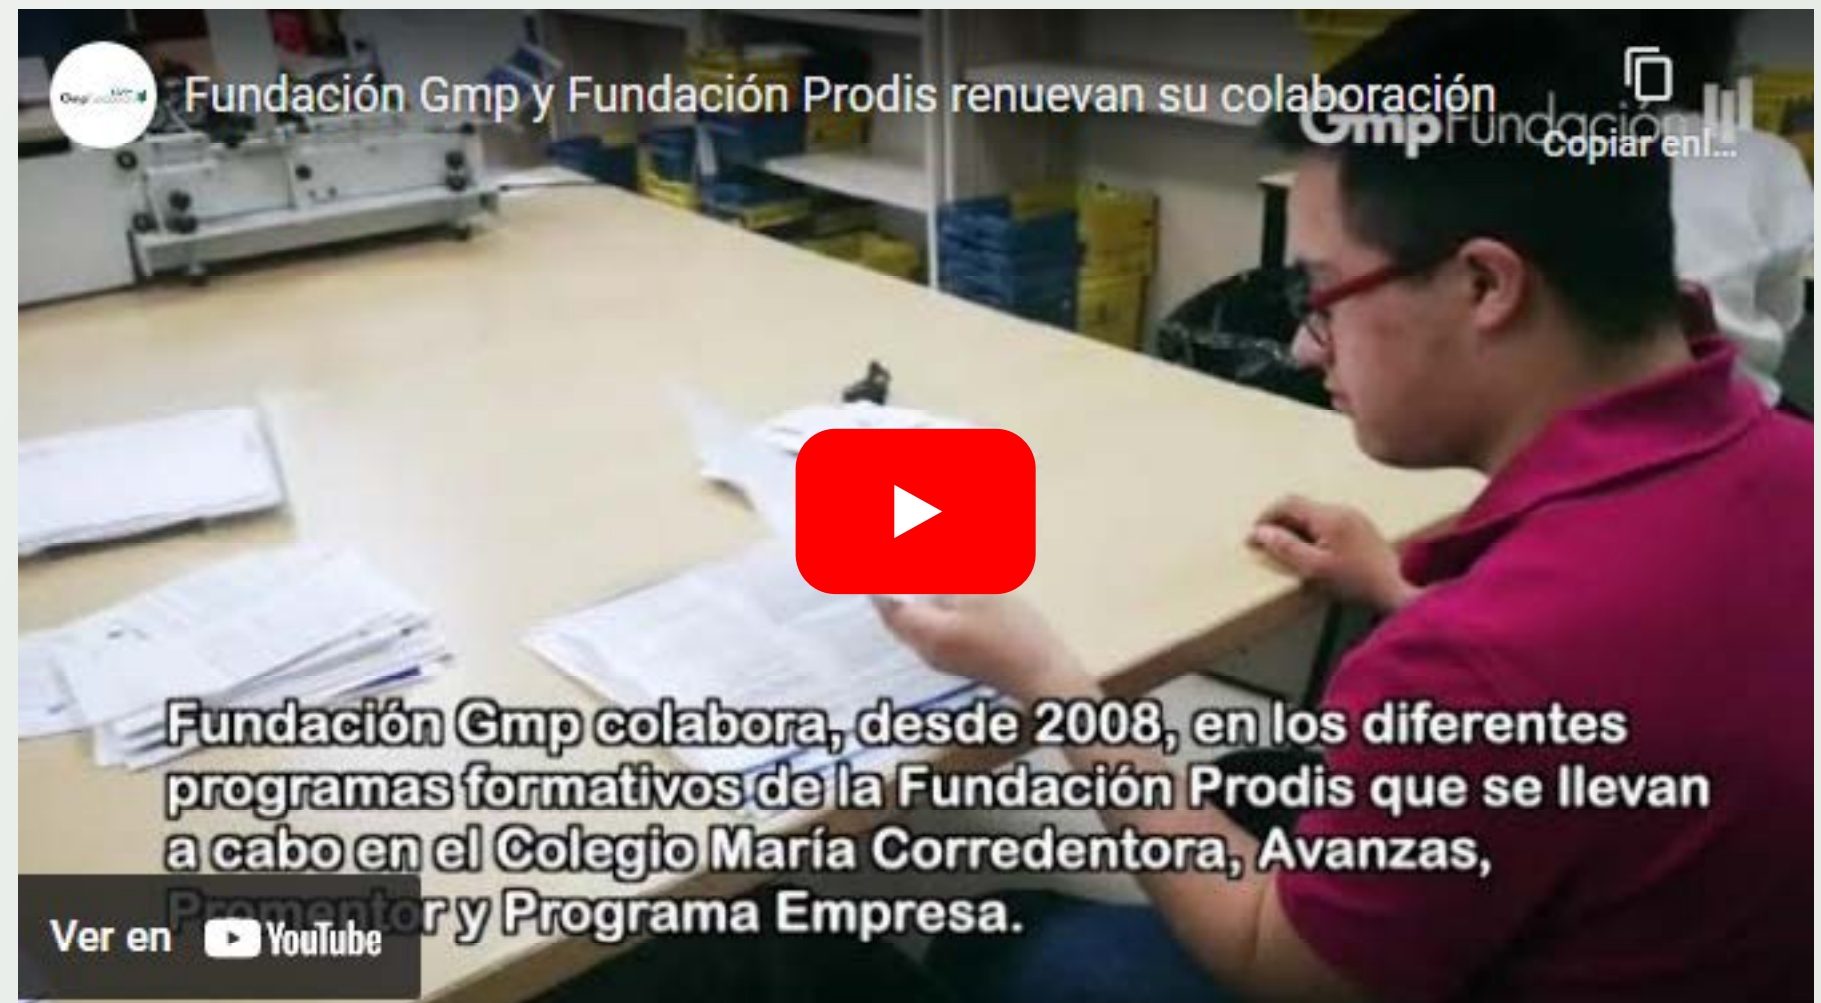 Fundación Gmp y Fundación Prodis renuevan su colaboración
GmpFundación
Copiar enl...
Fundación Gmp colabora, desde 2008, en los diferentes
programas formativos de la Fundación Prodis que se llevan
a cabo en el Colegio María Corredentora, Avanzas,
Promentor y Programa Empresa.
Ver en YouTube